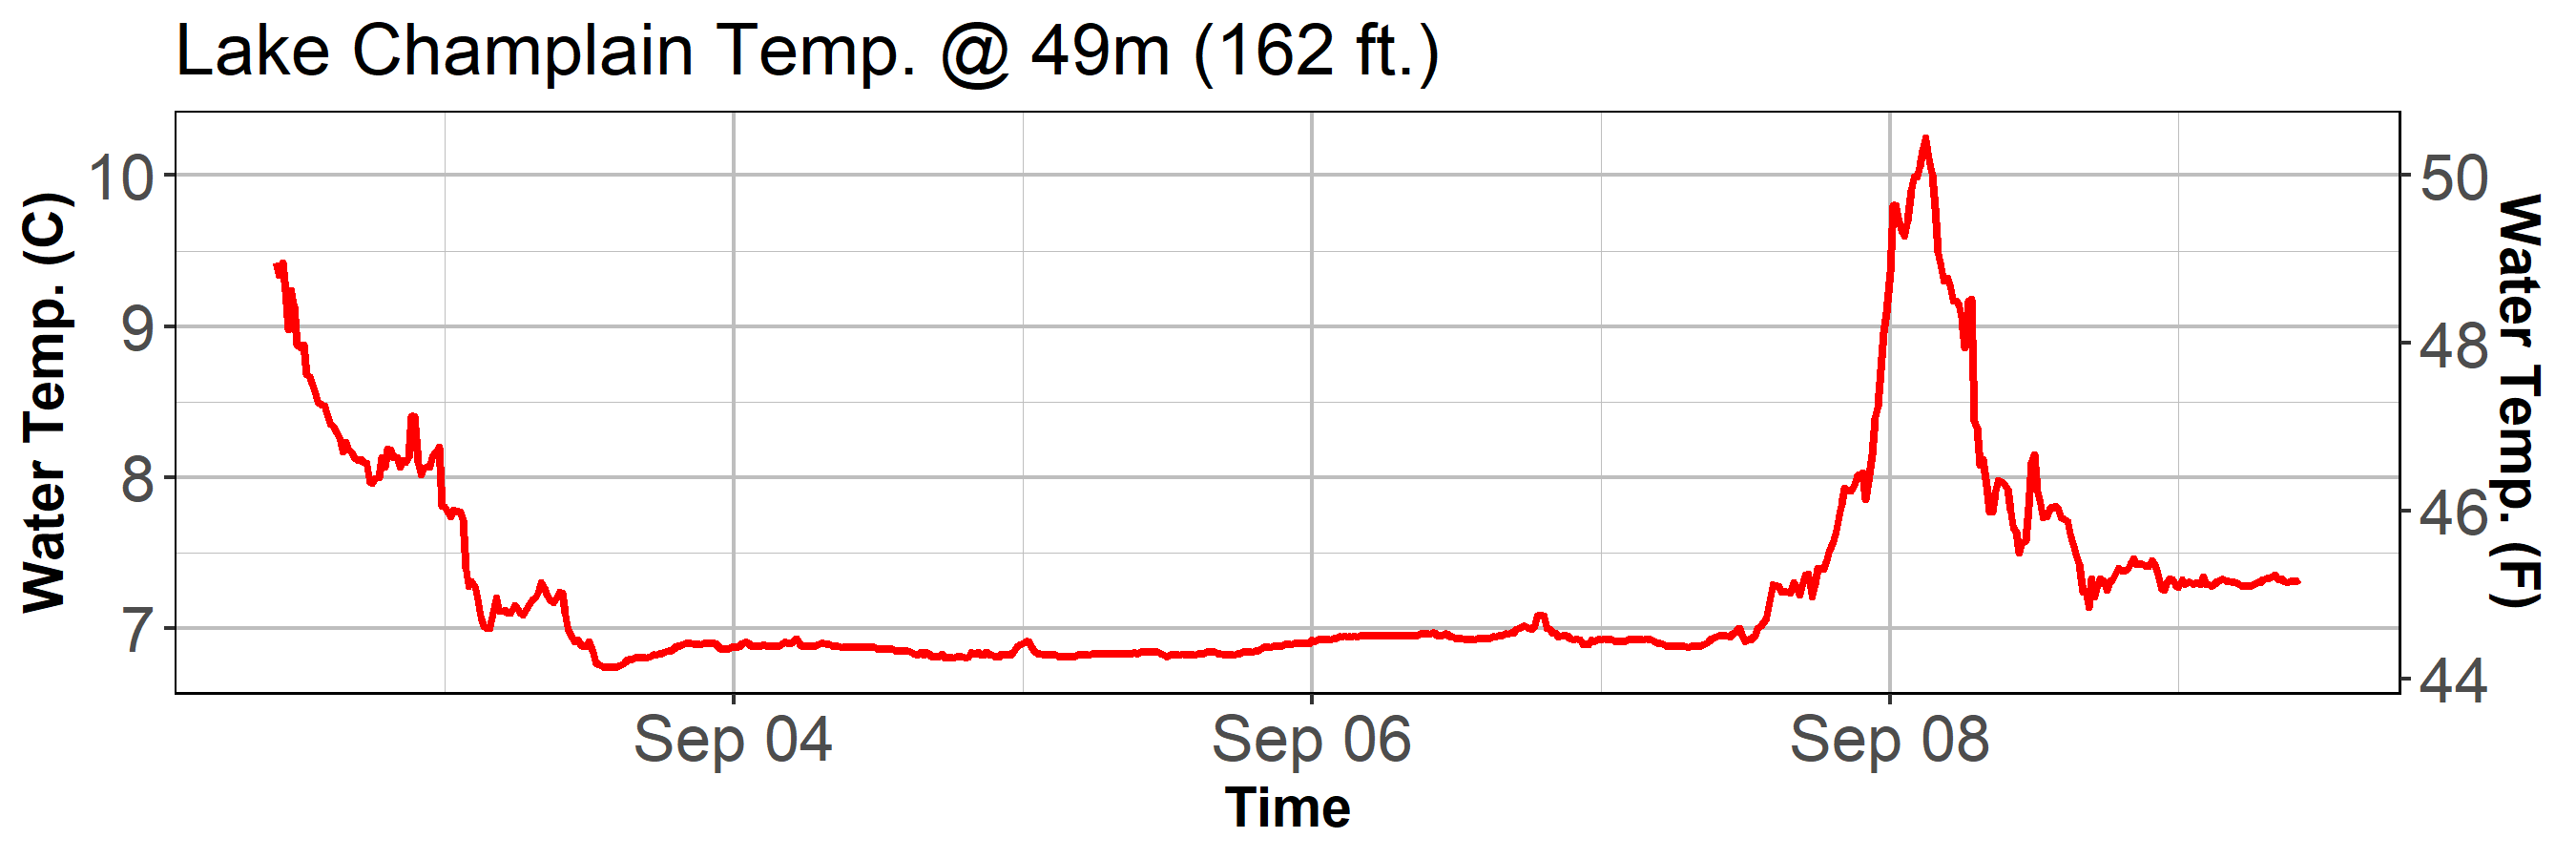 Lake Champlain Temp. @ 49m (162 ft.)
Water Temp. (C)
10
9
8
7
50
48
46
44
Water Temp. (F)
Sep 04
Sep 06
Sep 08
Time